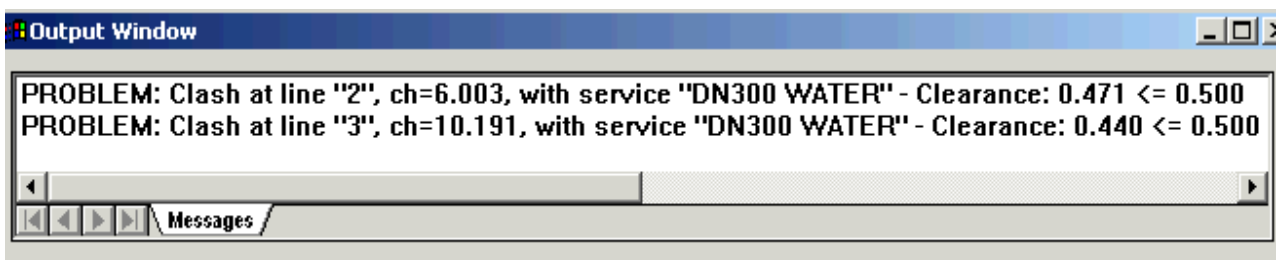 Output Window
PROBLEM: Clash at line "2", ch=6.003, with service "DN300 WATER" - Clearance: 0.471 <= 0.500
PROBLEM: Clash at line "3", ch=10.191, with service "DN300 WATER" - Clearance: 0.440 <= 0.500
Messages